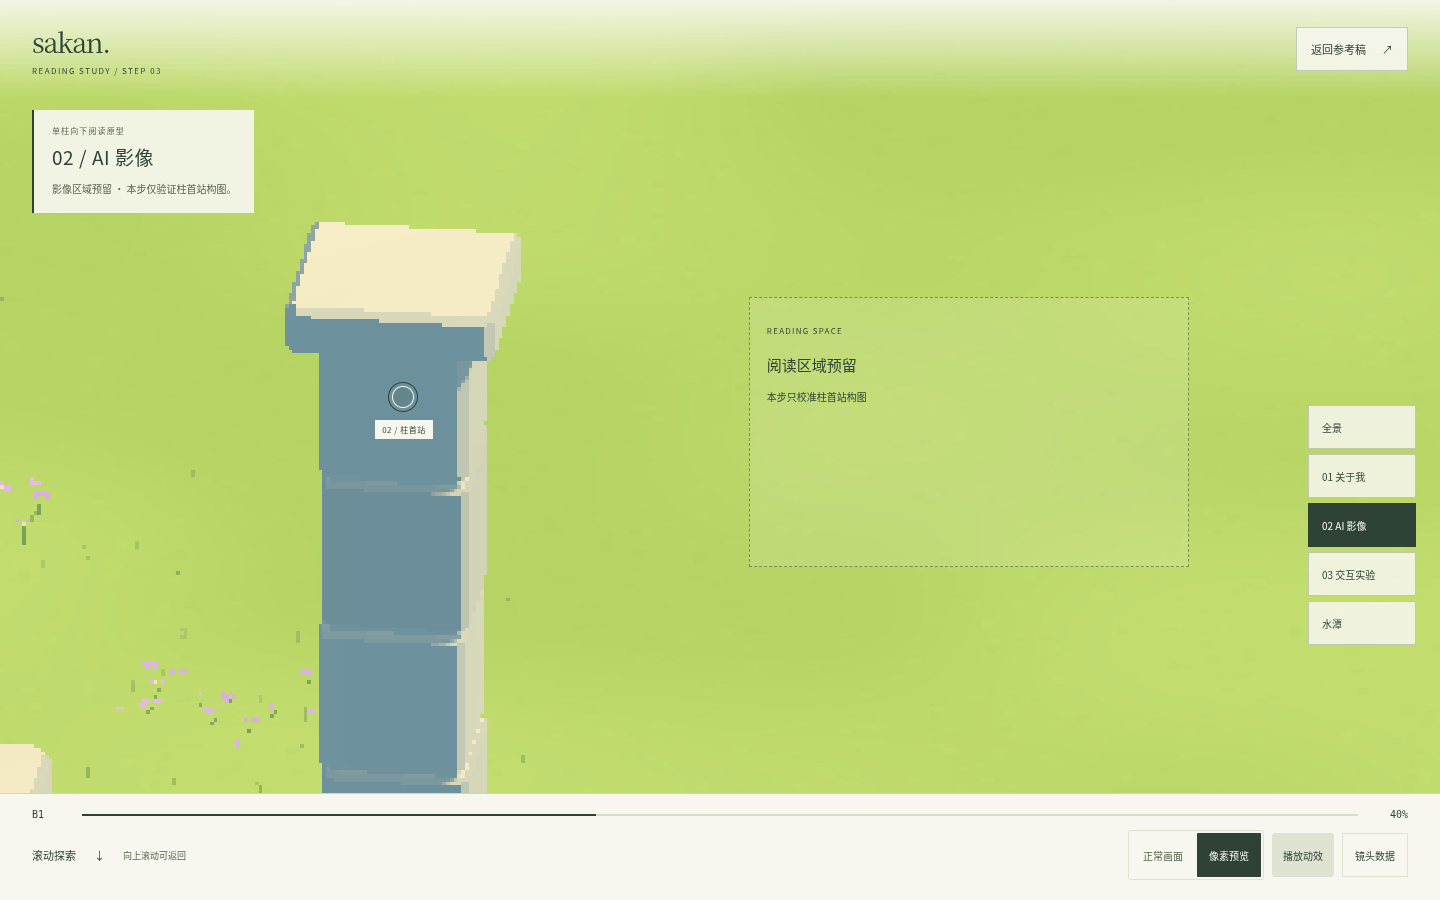 sakan.
READING STUDY / STEP 03
返回参考稿 ↗
单柱向下阅读原型
02 / AI 影像
影像区域预留 · 本步仅验证柱首站构图。
READING SPACE
阅读区域预留
本步只校准柱首站构图
02 / 柱首站
全景
01 关于我
02 AI 影像
03 交互实验
水潭
B1
40%
滚动探索 ↓ 向上滚动可返回
正常画面
像素预览
播放动效
镜头数据